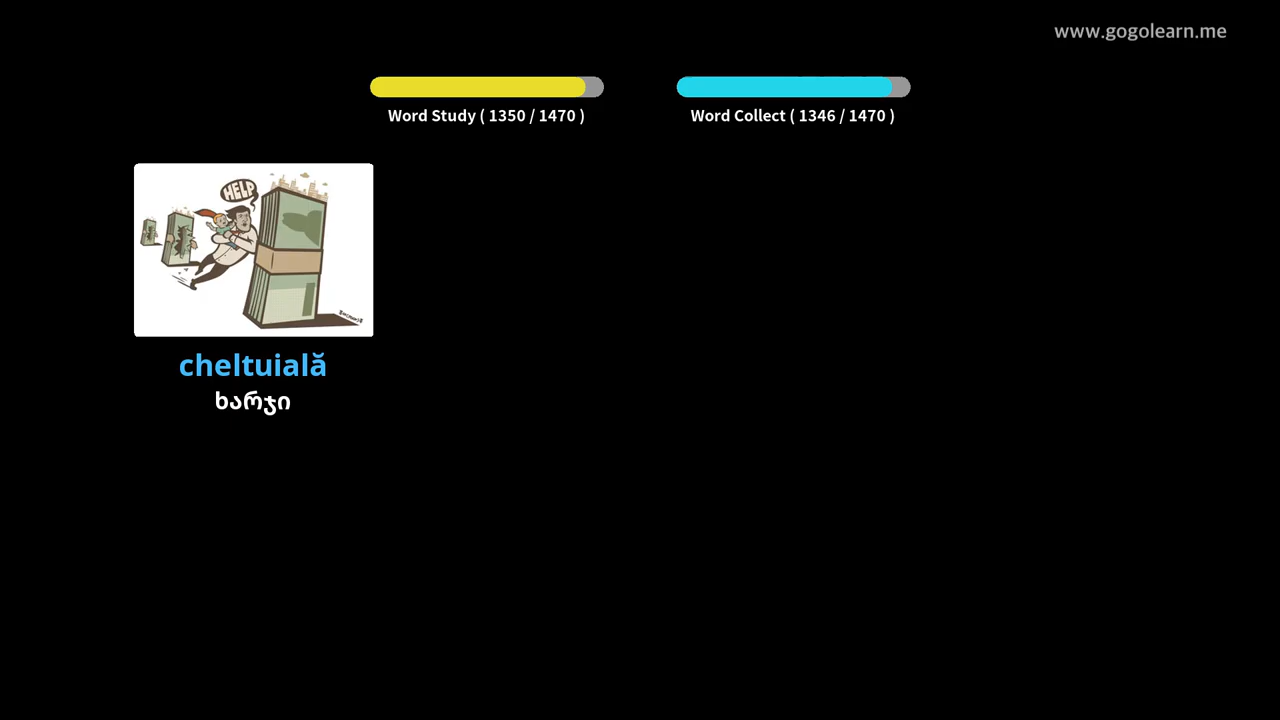 www.gogolearn.me
Word Study ( 1350 / 1470 )
Word Collect ( 1346 / 1470 )
HELP
cheltuială
ხარჯი